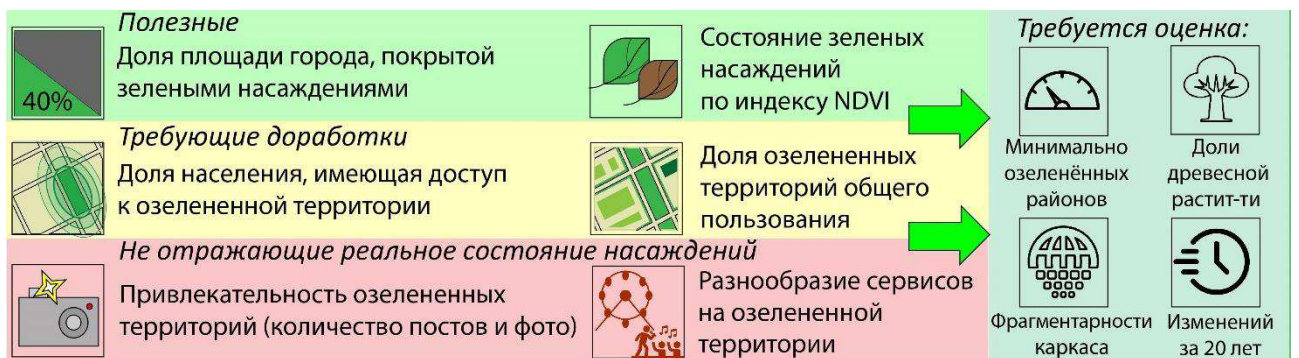 Полезные
40%
Доля площади города, покрытой
зелеными насаждениями
Состояние зеленых
насаждений
по индексу NDVI
Требующие доработки
Доля населения, имеющая доступ
к озелененной территории
Доля озелененных
территорий общего
пользования
Не отражающие реальное состояние насаждений
Привлекательность озелененных
территорий (количество постов и фото)
Разнообразие сервисов
на озелененной
территории
Требуется оценка:
Минимально
озеленённых
районов
Доли
древесной
растит-ти
Фрагментарности
каркаса
Изменений
за 20 лет